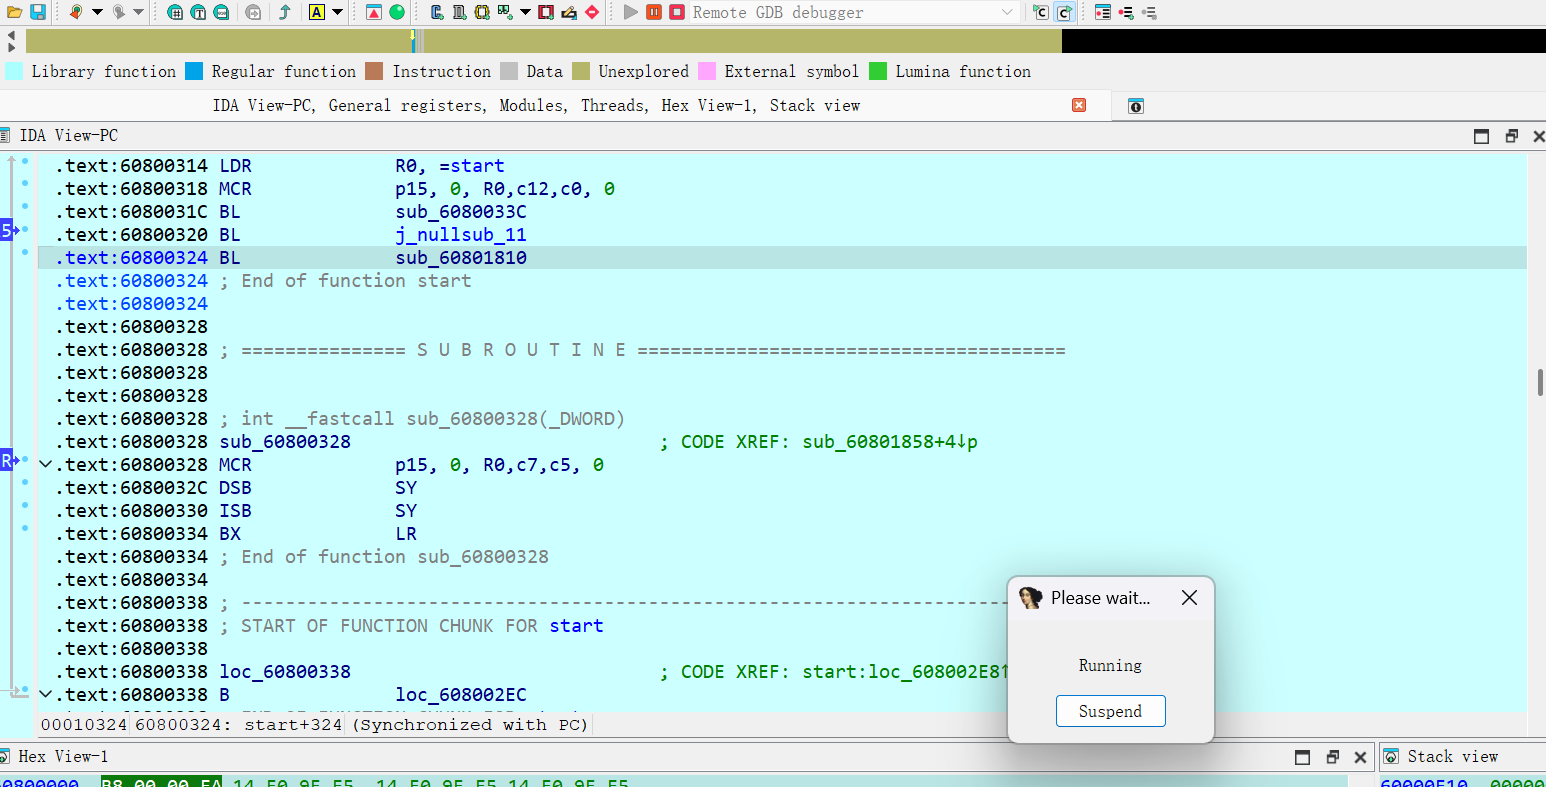 Remote GDB debugger
Library function Regular function Instruction Data Unexplored External symbol Lumina function
IDA View-PC, General registers, Modules, Threads, Hex View-1, Stack view
IDA View-PC
.text:60800314 LDR R0, =start
.text:60800318 MCR p15, 0, R0,c12,c0, 0
.text:6080031C BL sub_6080033C
.text:60800320 BL j_nullsub_11
.text:60800324 BL sub_60801810
.text:60800324 ; End of function start
.text:60800324
.text:60800328
.text:60800328 ; =============== S U B R O U T I N E =======================================
.text:60800328
.text:60800328
.text:60800328 ; int __fastcall sub_60800328(_DWORD)
.text:60800328 sub_60800328 ; CODE XREF: sub_60801858+4↓p
.text:60800328 MCR p15, 0, R0,c7,c5, 0
.text:6080032C DSB SY
.text:60800330 ISB SY
.text:60800334 BX LR
.text:60800334 ; End of function sub_60800328
.text:60800334
.text:60800338 ; ---------------------------------------------------------------------------
.text:60800338 ; START OF FUNCTION CHUNK FOR start
.text:60800338
.text:60800338 loc_60800338 ; CODE XREF: start:loc_608002E8↑
.text:60800338 B loc_608002EC
00010324 60800324: start+324 (Synchronized with PC)
Please wait...
Running
Suspend
Hex View-1
Stack view